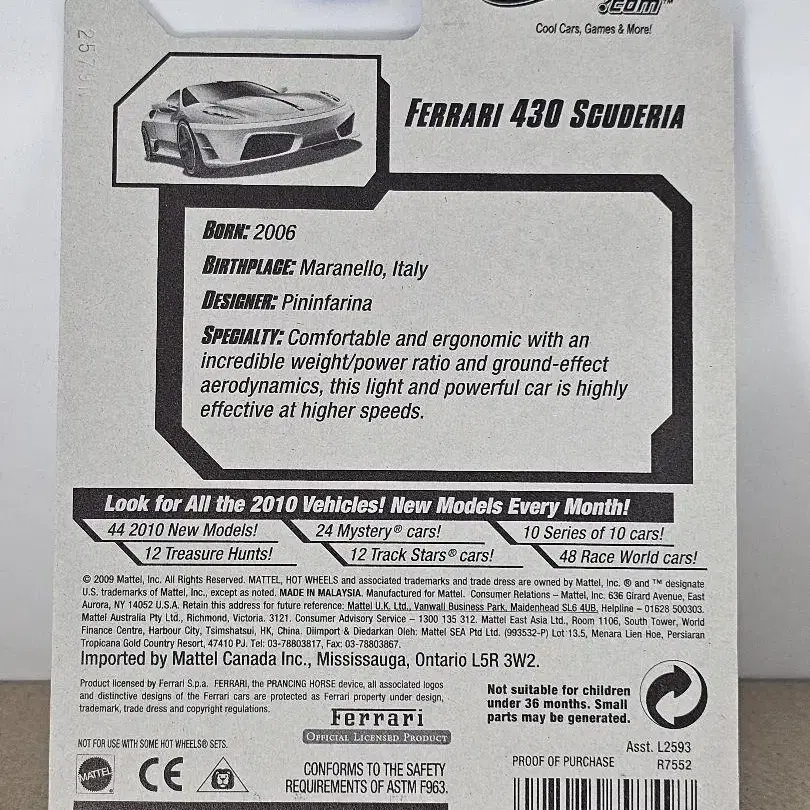 .com™
Cool Cars, Games & More!
FERRARI 430 SCUDERIA
BORN: 2006
BIRTHPLACE: Maranello, Italy
DESIGNER: Pininfarina
SPECIALTY: Comfortable and ergonomic with an
incredible weight/power ratio and ground-effect
aerodynamics, this light and powerful car is highly
effective at higher speeds.
Look for All the 2010 Vehicles! New Models Every Month!
44 2010 New Models! 24 Mystery® cars! 10 Series of 10 cars!
12 Treasure Hunts! 12 Track Stars® cars! 48 Race World cars!
© 2009 Mattel, Inc. All Rights Reserved. MATTEL, HOT WHEELS and associated trademarks and trade dress are owned by Mattel, Inc. ® and ™ designate
U.S. trademarks of Mattel, Inc., except as noted. MADE IN MALAYSIA. Manufactured for Mattel. Consumer Relations – Mattel, Inc. 636 Girard Avenue, East
Aurora, NY 14052 U.S.A. Retain this address for future reference: Mattel U.K. Ltd., Vanwall Business Park, Maidenhead SL6 4UB. Helpline – 01628 500303.
Mattel Australia Pty Ltd., Richmond, Victoria. 3121. Consumer Advisory Service – 1300 135 312. Mattel East Asia Ltd., Room 1106, South Tower, World
Finance Centre, Harbour City, Tsimshatsui, HK, China. Diimport & Diedarkan Oleh: Mattel SEA Ptd Ltd. (993532-P) Lot 13.5, Menara Lien Hoe, Persiaran
Tropicana Golf Country Resort, 47410 PJ. Tel: 03-78803817, Fax: 03-78803867.
Imported by Mattel Canada Inc., Mississauga, Ontario L5R 3W2.
Product licensed by Ferrari S.p.a. FERRARI, the PRANCING HORSE device, all associated logos
and distinctive designs of the Ferrari cars are protected as Ferrari property under design,
trademark, trade dress and copyright regulations.
Ferrari
OFFICIAL LICENSED PRODUCT
Not suitable for children
under 36 months. Small
parts may be generated.
NOT FOR USE WITH SOME HOT WHEELS® SETS.
MATTEL
CE
CONFORMS TO THE SAFETY
REQUIREMENTS OF ASTM F963.
Asst. L2593
PROOF OF PURCHASE R7552